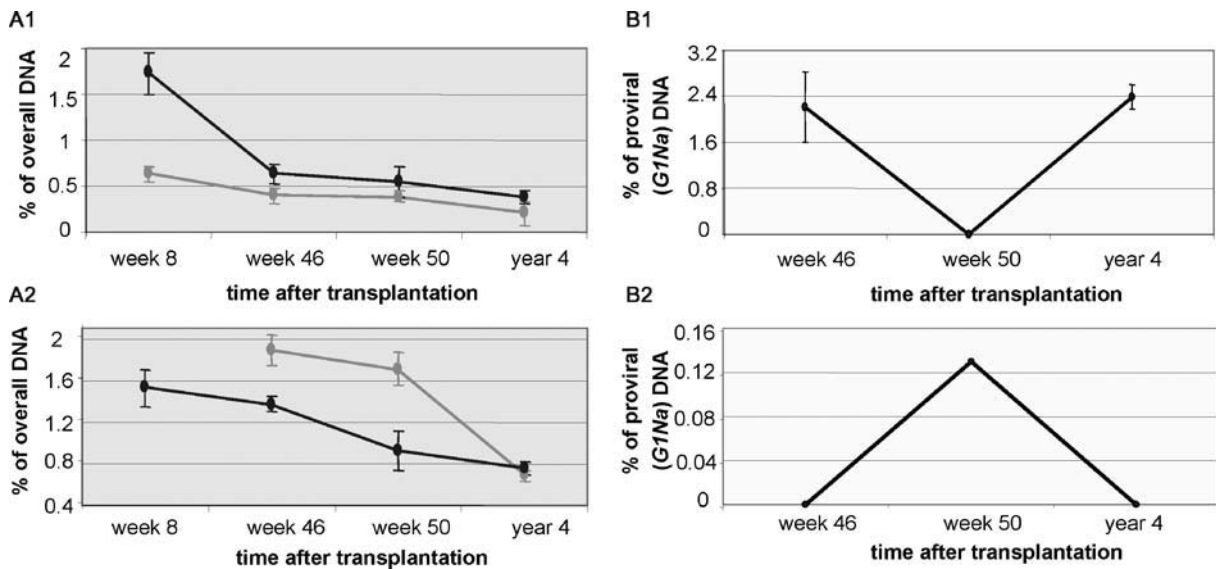 A1
% of overall DNA
2
1.5
1
0.5
0
week 8 week 46 week 50 year 4
time after transplantation
B1
% of proviral
(G1Na) DNA
3.2
2.4
1.6
0.8
0
week 46 week 50 year 4
time after transplantation
A2
% of overall DNA
2
1.6
1.2
0.8
0.4
week 8 week 46 week 50 year 4
time after transplantation
B2
% of proviral
(G1Na) DNA
0.16
0.12
0.08
0.04
0
week 46 week 50 year 4
time after transplantation